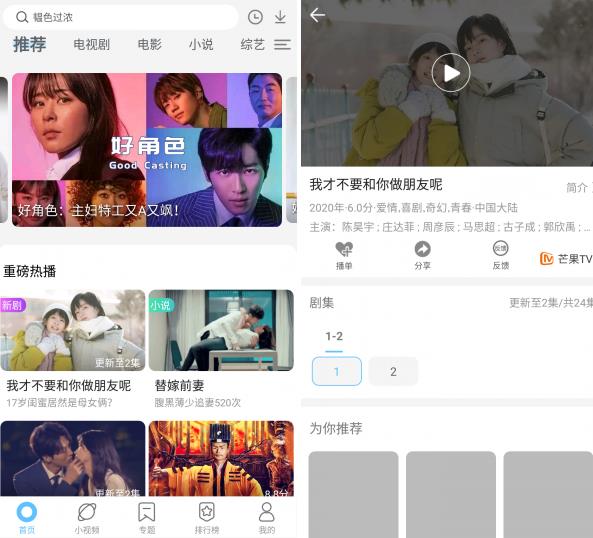 韫色过浓
推荐 电视剧 电影 小说 综艺
好角色
Good Casting
好角色：主妇特工又A又飒！
重磅热播
新剧
更新至2集
小说
我才不要和你做朋友呢
17岁闺蜜居然是母女俩？
替嫁前妻
腹黑薄少追妻520次
更新至2集
8.8分
首页 小视频 专题 排行榜 我的
我才不要和你做朋友呢
简介
2020年·6.0分·爱情,喜剧,奇幻,青春·中国大陆
主演：陈昊宇；庄达菲；周彦辰；马思超；古子成；郭欣禹；...
反馈
播单 分享 反馈 芒果TV
剧集 更新至2集/共24集
1-2
1 2
为你推荐